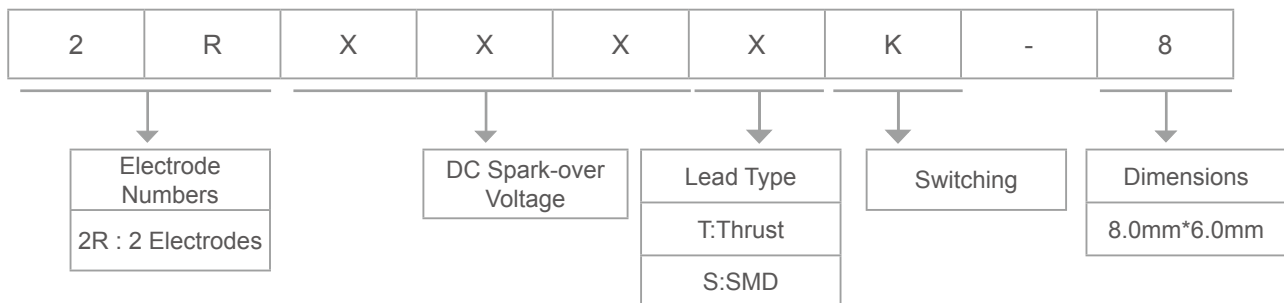 2 R X X X X K - 8
Electrode
Numbers
2R : 2 Electrodes
DC Spark-over
Voltage
Lead Type
T:Thrust
S:SMD
Switching
Dimensions
8.0mm*6.0mm